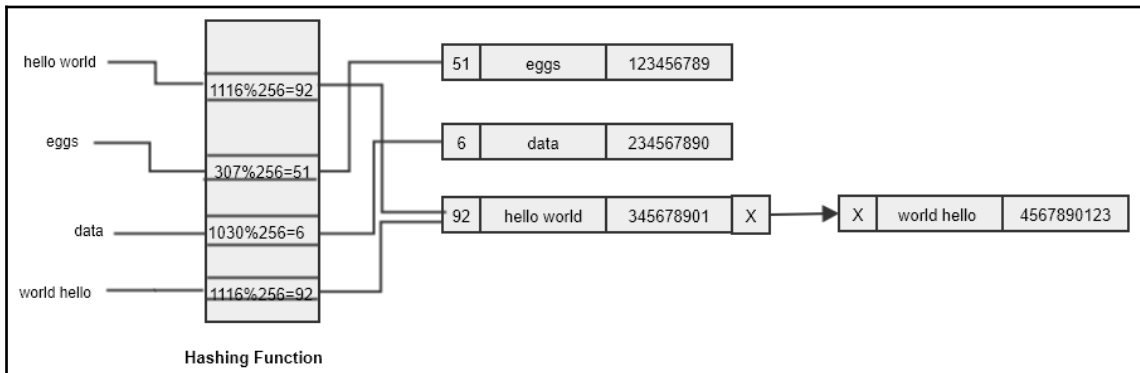 hello world
1116%256=92
51 eggs 123456789
eggs
307%256=51
6 data 234567890
92 hello world 345678901 X
X world hello 4567890123
data
1030%256=6
world hello
1116%256=92
Hashing Function